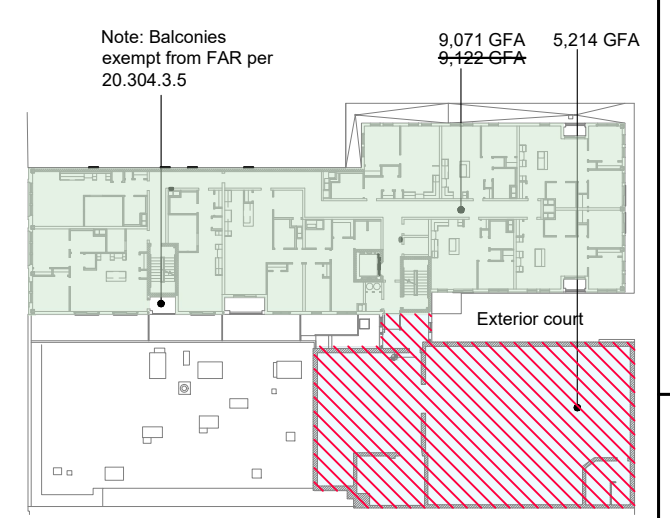 Note: Balconies
exempt from FAR per
20.304.3.5
9,071 GFA
9,122 GFA
5,214 GFA
Exterior court